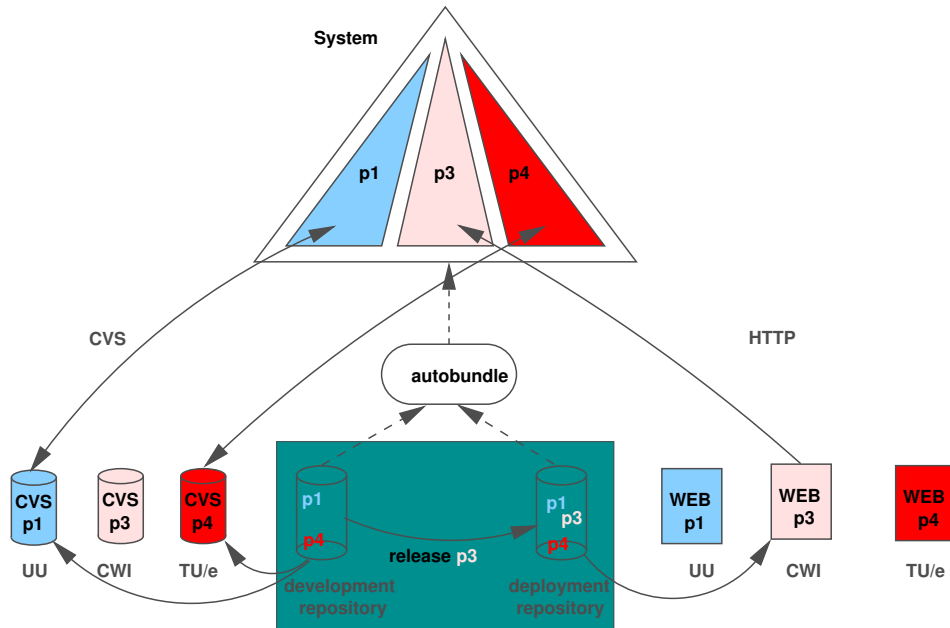 System
p1
p3
p4
CVS
HTTP
autobundle
CVS
p1
CVS
p3
CVS
p4
p1
p4
release p3
p1
p3
p4
WEB
p1
WEB
p3
WEB
p4
UU
CWI
TU/e
development
repository
deployment
repository
UU
CWI
TU/e